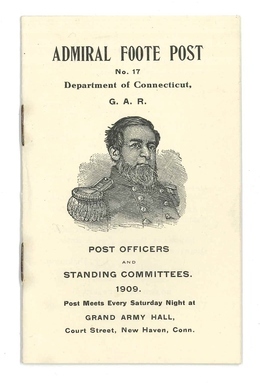 ADMIRAL FOOTE POST
No. 17
Department of Connecticut,
G. A. R.
POST OFFICERS
AND
STANDING COMMITTEES.
1909.
Post Meets Every Saturday Night at
GRAND ARMY HALL,
Court Street, New Haven, Conn.